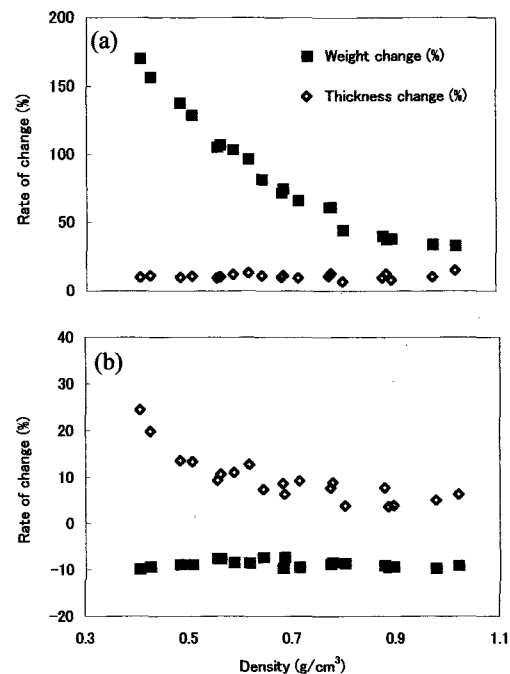 (a)
200
150
100
50
0
Rate of change (%)
Weight change (%)
Thickness change (%)
(b)
40
30
20
10
0
-10
-20
Rate of change (%)
0.3 0.5 0.7 0.9 1.1
Density (g/cm³)